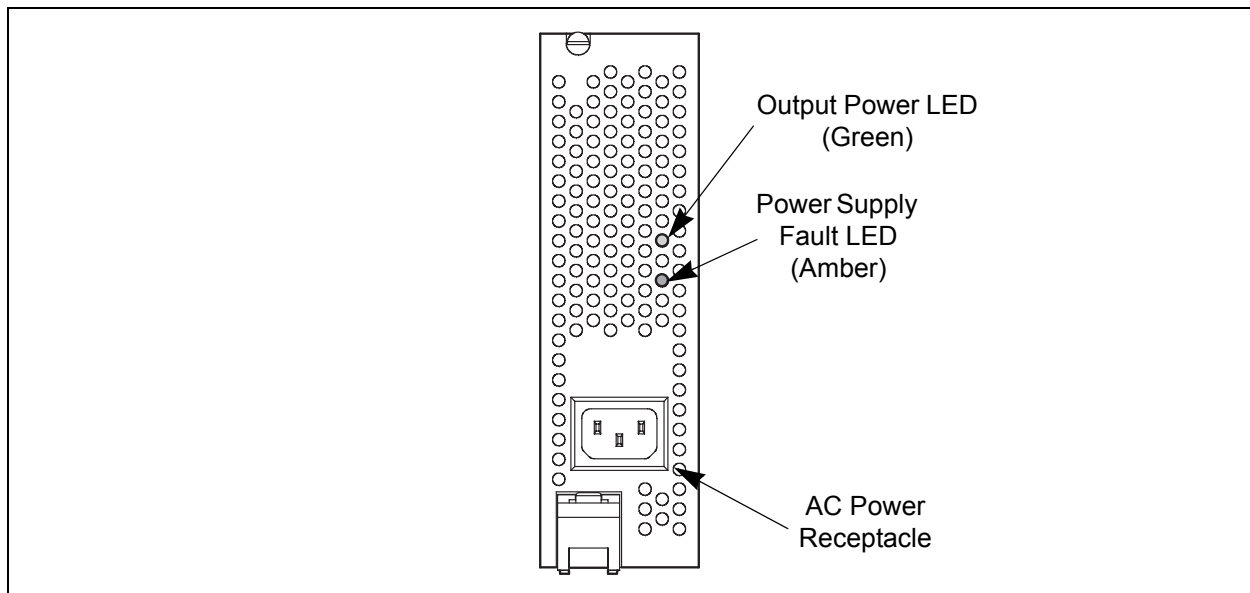 Output Power LED
(Green)
Power Supply
Fault LED
(Amber)
AC Power
Receptacle